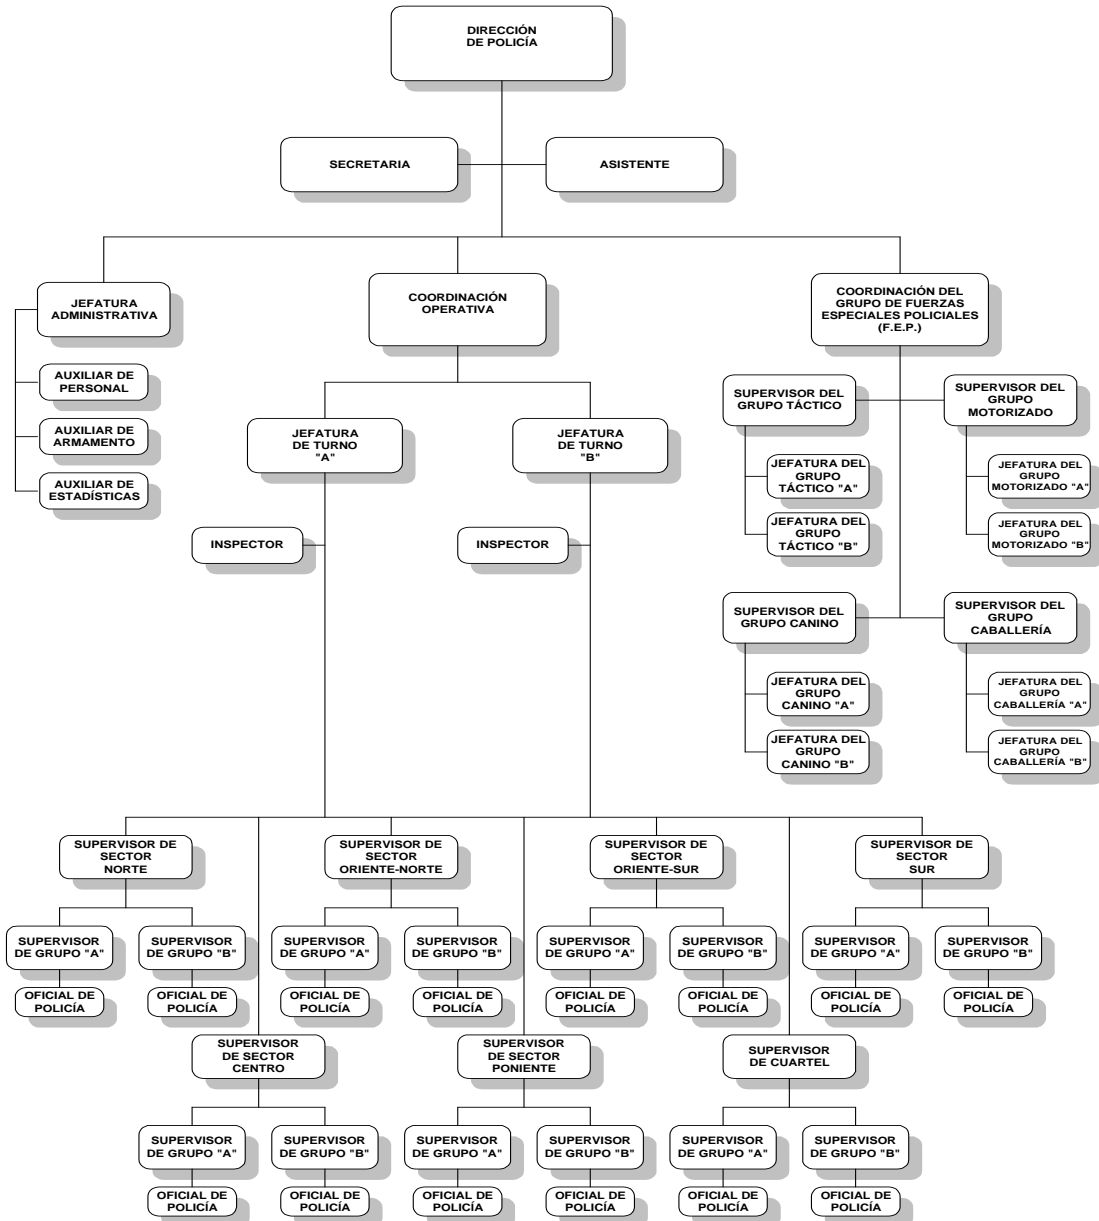 DIRECCIÓN
DE POLICÍA
SECRETARIA
ASISTENTE
JEFATURA
ADMINISTRATIVA
AUXILIAR DE
PERSONAL
AUXILIAR DE
ARMAMENTO
AUXILIAR DE
ESTADÍSTICAS
COORDINACIÓN
OPERATIVA
JEFATURA
DE TURNO
"A"
JEFATURA
DE TURNO
"B"
INSPECTOR
INSPECTOR
COORDINACIÓN DEL
GRUPO DE FUERZAS
ESPECIALES POLICIALES
(F.E.P.)
SUPERVISOR DEL
GRUPO TÁCTICO
JEFATURA DEL
GRUPO
TÁCTICO "A"
JEFATURA DEL
GRUPO
TÁCTICO "B"
SUPERVISOR DEL
GRUPO
MOTORIZADO
JEFATURA DEL
GRUPO
MOTORIZADO "A"
JEFATURA DEL
GRUPO
MOTORIZADO "B"
SUPERVISOR DEL
GRUPO CANINO
JEFATURA DEL
GRUPO
CANINO "A"
JEFATURA DEL
GRUPO
CANINO "B"
SUPERVISOR DEL
GRUPO
CABALLERÍA
JEFATURA DEL
GRUPO
CABALLERÍA "A"
JEFATURA DEL
GRUPO
CABALLERÍA "B"
SUPERVISOR DE
SECTOR
NORTE
SUPERVISOR
DE GRUPO "A"
OFICIAL DE
POLICÍA
SUPERVISOR
DE GRUPO "B"
OFICIAL DE
POLICÍA
SUPERVISOR DE
SECTOR
ORIENTE-NORTE
SUPERVISOR
DE GRUPO "A"
OFICIAL DE
POLICÍA
SUPERVISOR
DE GRUPO "B"
OFICIAL DE
POLICÍA
SUPERVISOR DE
SECTOR
ORIENTE-SUR
SUPERVISOR
DE GRUPO "A"
OFICIAL DE
POLICÍA
SUPERVISOR
DE GRUPO "B"
OFICIAL DE
POLICÍA
SUPERVISOR DE
SECTOR
SUR
SUPERVISOR
DE GRUPO "A"
OFICIAL DE
POLICÍA
SUPERVISOR
DE GRUPO "B"
OFICIAL DE
POLICÍA
SUPERVISOR
DE SECTOR
CENTRO
SUPERVISOR
DE GRUPO "A"
OFICIAL DE
POLICÍA
SUPERVISOR
DE GRUPO "B"
OFICIAL DE
POLICÍA
SUPERVISOR
DE SECTOR
PONIENTE
SUPERVISOR
DE GRUPO "A"
OFICIAL DE
POLICÍA
SUPERVISOR
DE GRUPO "B"
OFICIAL DE
POLICÍA
SUPERVISOR
DE CUARTEL
SUPERVISOR
DE GRUPO "A"
OFICIAL DE
POLICÍA
SUPERVISOR
DE GRUPO "B"
OFICIAL DE
POLICÍA